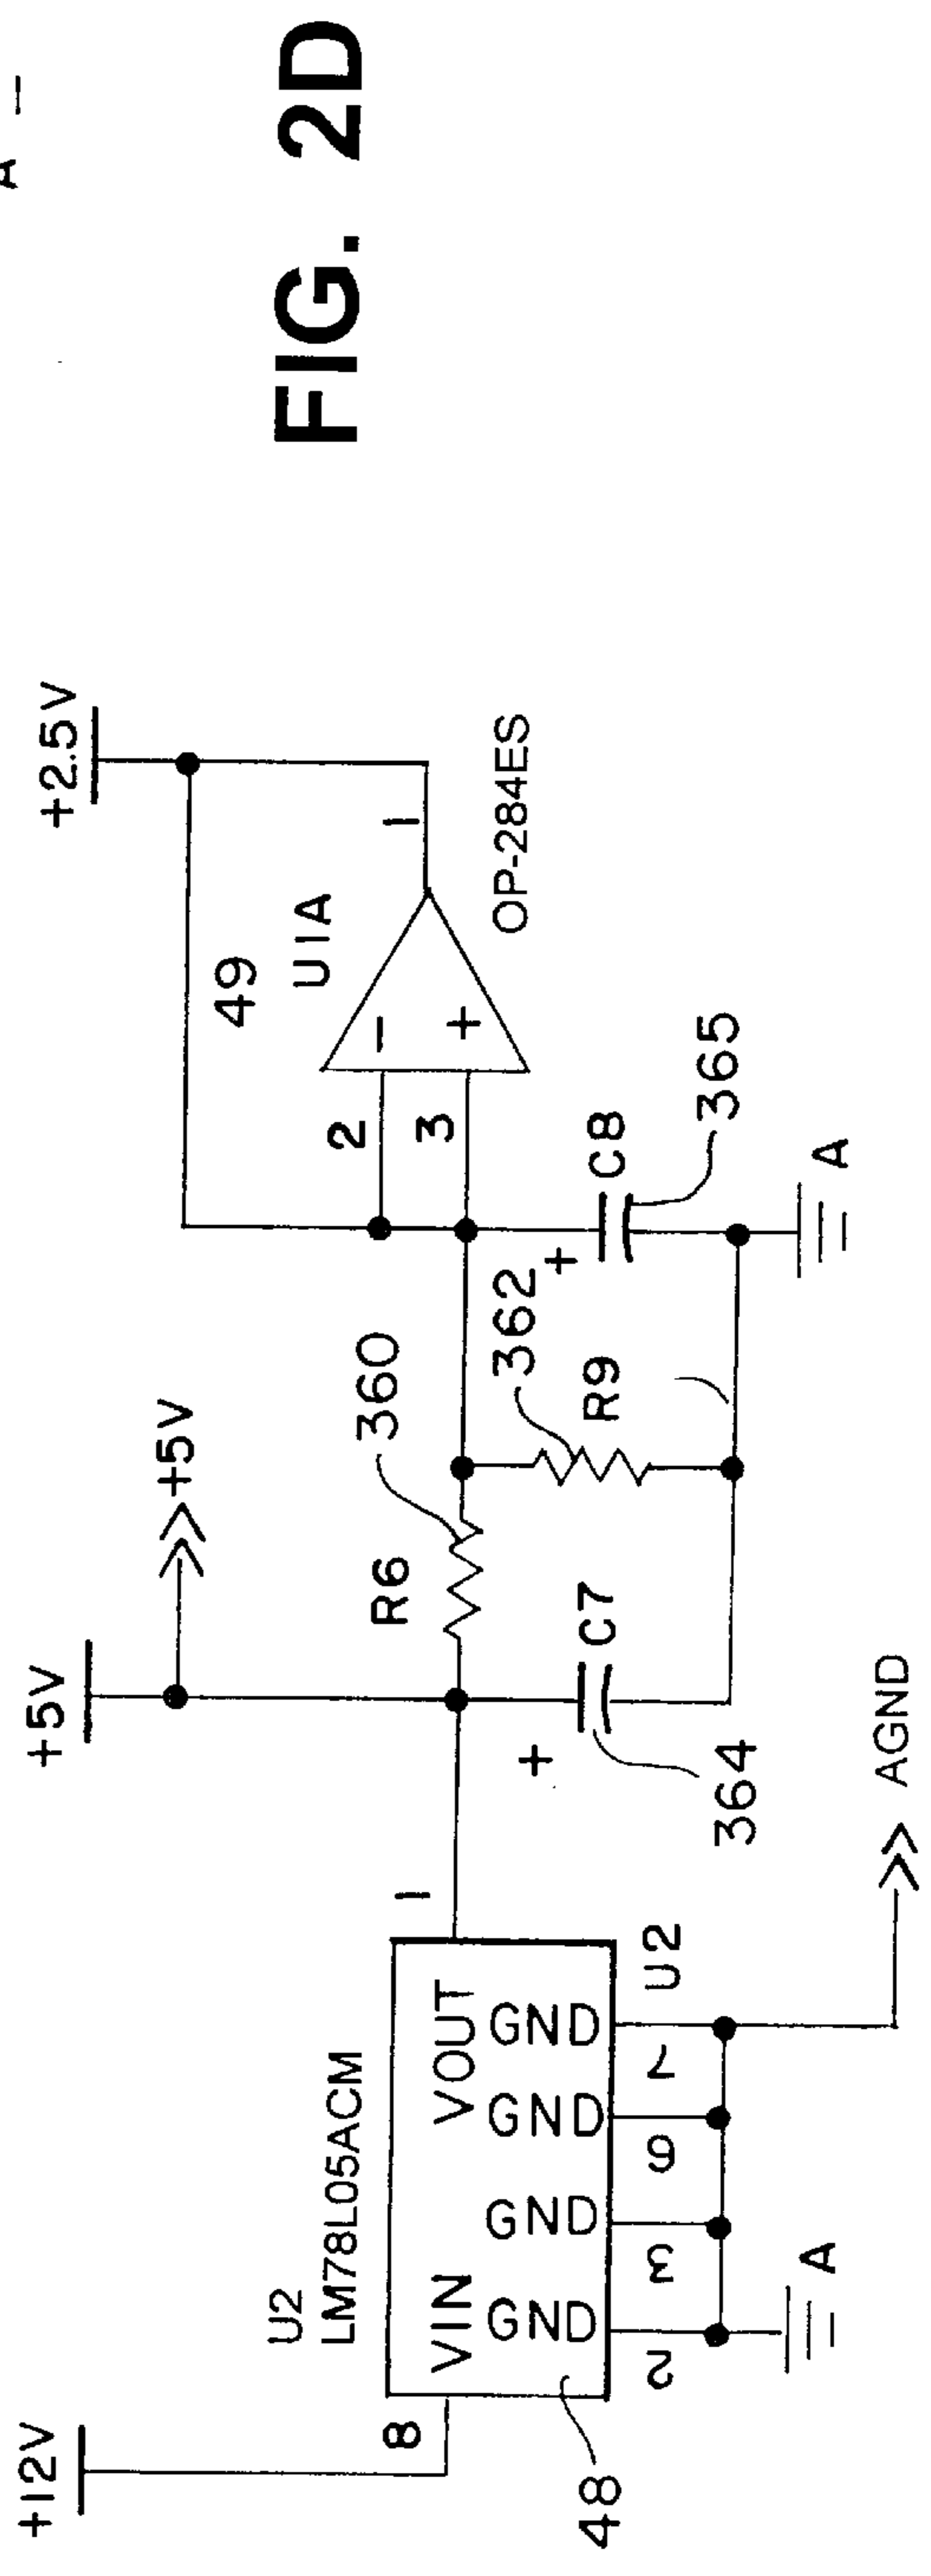 A
FIG. 2D
+12V
+5V
+5V
+2.5V
U2
LM78L05ACM
8
VIN
VOUT
1
GND
GND
GND
GND
2
3
6
7
U2
48
A
AGND
R6
360
+
C7
364
362
R9
+
C8
365
A
49
U1A
2
3
−
+
1
OP-284ES